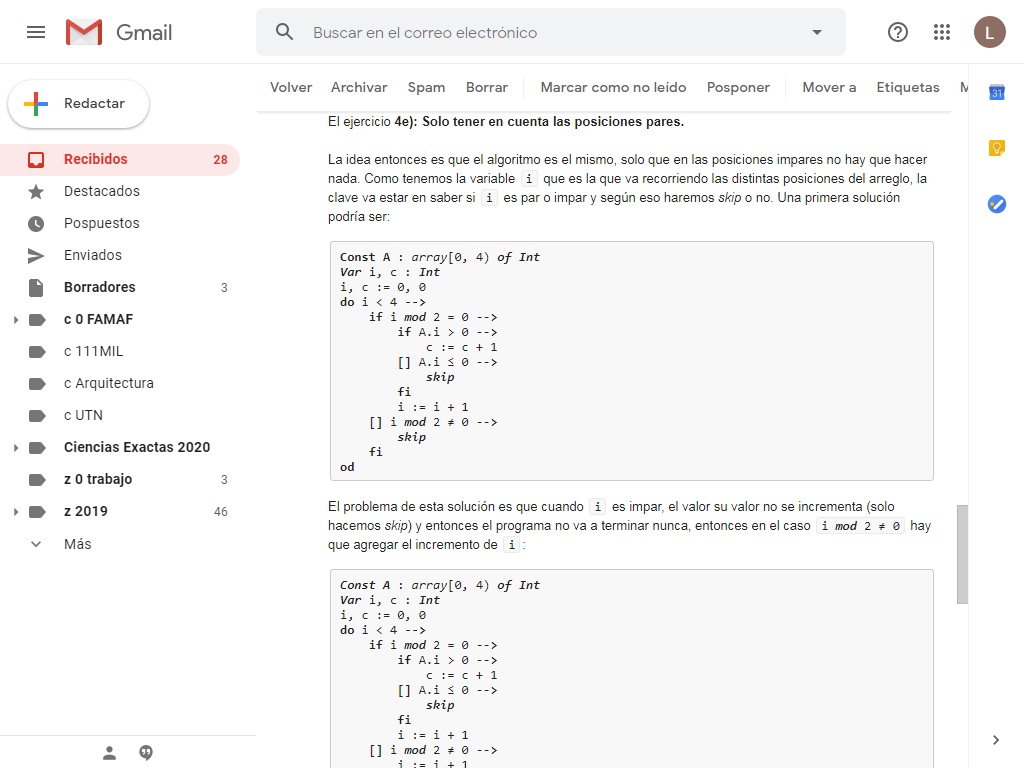 Gmail
Buscar en el correo electrónico
L
Redactar
Recibidos 28
Destacados
Pospuestos
Enviados
Borradores 3
c 0 FAMAF
c 111MIL
c Arquitectura
c UTN
Ciencias Exactas 2020
z 0 trabajo 3
z 2019 46
Más
Volver Archivar Spam Borrar Marcar como no leído Posponer Mover a Etiquetas M
31
El ejercicio 4e): Solo tener en cuenta las posiciones pares.
La idea entonces es que el algoritmo es el mismo, solo que en las posiciones impares no hay que hacer
nada. Como tenemos la variable i que es la que va recorriendo las distintas posiciones del arreglo, la
clave va estar en saber si i es par o impar y según eso haremos skip o no. Una primera solución
podría ser:
Const A : array[0, 4) of Int
Var i, c : Int
i, c := 0, 0
do i < 4 -->
    if i mod 2 = 0 -->
        if A.i > 0 -->
            c := c + 1
        [] A.i ≤ 0 -->
            skip
        fi
        i := i + 1
    [] i mod 2 ≠ 0 -->
        skip
    fi
od
El problema de esta solución es que cuando i es impar, el valor su valor no se incrementa (solo
hacemos skip) y entonces el programa no va a terminar nunca, entonces en el caso i mod 2 ≠ 0 hay
que agregar el incremento de i :
Const A : array[0, 4) of Int
Var i, c : Int
i, c := 0, 0
do i < 4 -->
    if i mod 2 = 0 -->
        if A.i > 0 -->
            c := c + 1
        [] A.i ≤ 0 -->
            skip
        fi
        i := i + 1
    [] i mod 2 ≠ 0 -->
        i := i + 1